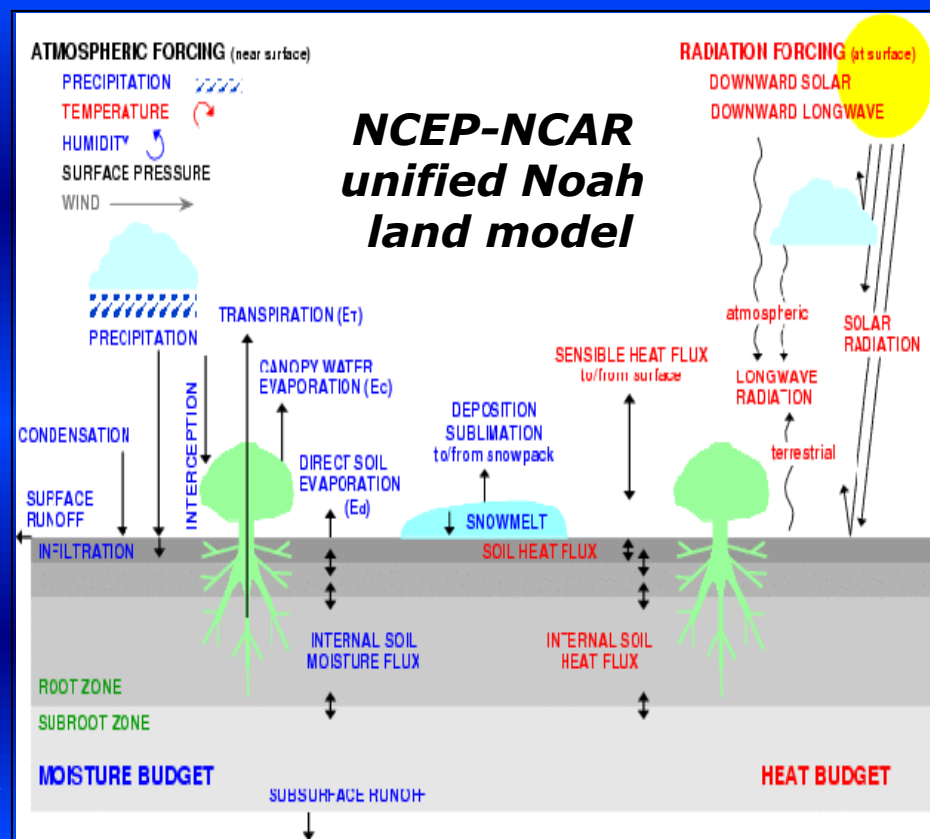 ATMOSPHERIC FORCING (near surface)
PRECIPITATION
TEMPERATURE
HUMIDITY
SURFACE PRESSURE
WIND
RADIATION FORCING (at surface)
DOWNWARD SOLAR
DOWNWARD LONGWAVE
NCEP-NCAR
unified Noah
land model
PRECIPITATION
TRANSPIRATION (ET)
CANOPY WATER
EVAPORATION (Ec)
INTERCEPTION
CONDENSATION
DIRECT SOIL
EVAPORATION
(Ed)
DEPOSITION
SUBLIMATION
to/from snowpack
SENSIBLE HEAT FLUX
to/from surface
atmospheric
LONGWAVE
RADIATION
terrestrial
SOLAR
RADIATION
SURFACE
RUNOFF
INFILTRATION
SNOWMELT
SOIL HEAT FLUX
INTERNAL SOIL
MOISTURE FLUX
INTERNAL SOIL
HEAT FLUX
ROOT ZONE
SUBROOT ZONE
MOISTURE BUDGET
HEAT BUDGET
SUBSURFACE RUNOFF